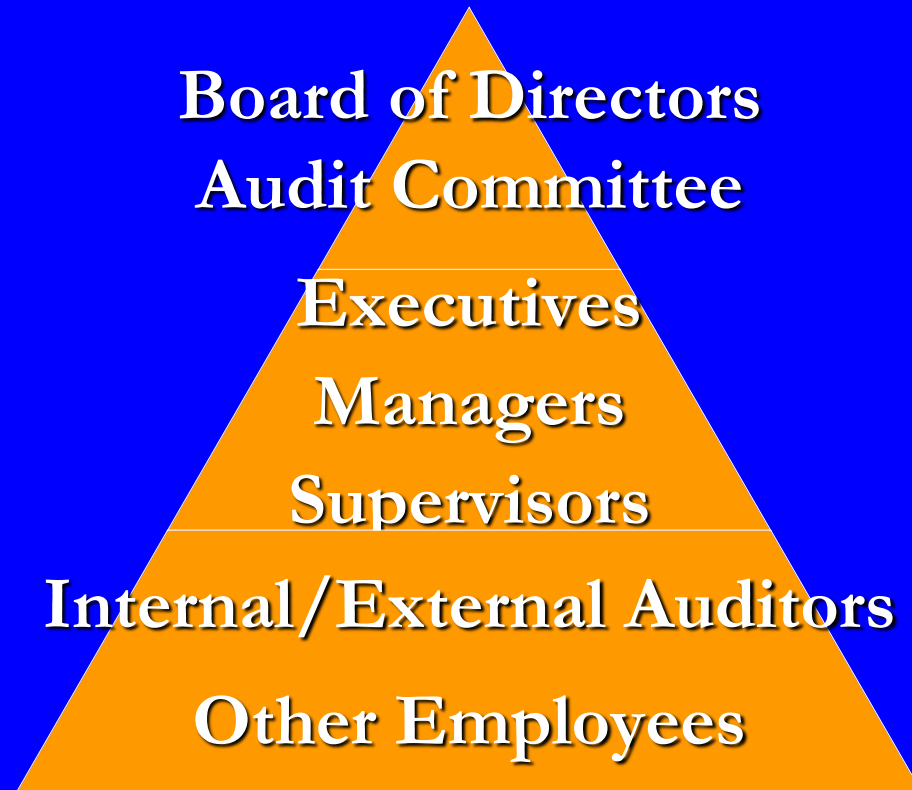 Board of Directors
Audit Committee
Executives
Managers
Supervisors
Internal/External Auditors
Other Employees